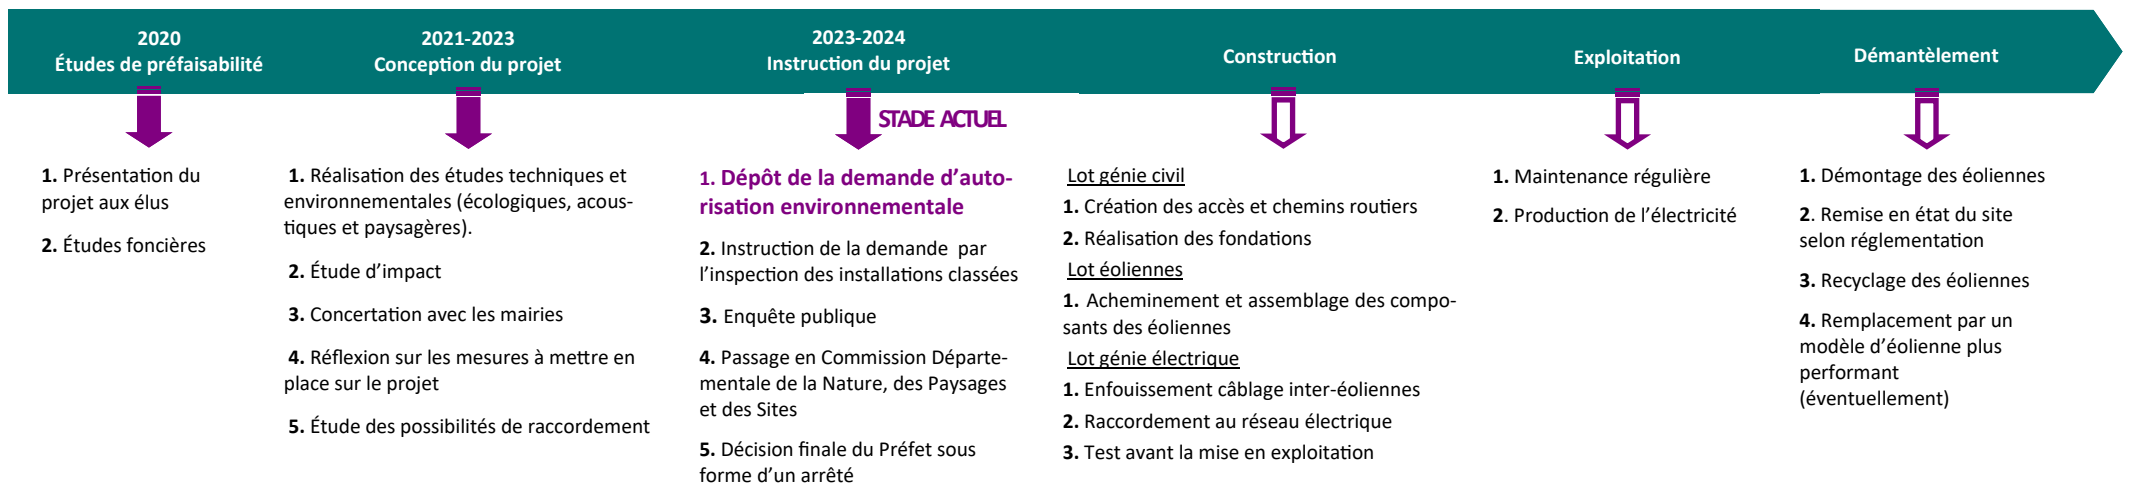 2020
Études de préfaisabilité
2021-2023
Conception du projet
2023-2024
Instruction du projet
Construction
Exploitation
Démantèlement
STADE ACTUEL
1. Présentation du
projet aux élus
2. Études foncières
1. Réalisation des études techniques et
environnementales (écologiques, acous-
tiques et paysagères).
2. Étude d’impact
3. Concertation avec les mairies
4. Réflexion sur les mesures à mettre en
place sur le projet
5. Étude des possibilités de raccordement
1. Dépôt de la demande d’auto-
risation environnementale
2. Instruction de la demande par
l’inspection des installations classées
3. Enquête publique
4. Passage en Commission Départe-
mentale de la Nature, des Paysages
et des Sites
5. Décision finale du Préfet sous
forme d’un arrêté
Lot génie civil
1. Création des accès et chemins routiers
2. Réalisation des fondations
Lot éoliennes
1. Acheminement et assemblage des compo-
sants des éoliennes
Lot génie électrique
1. Enfouissement câblage inter-éoliennes
2. Raccordement au réseau électrique
3. Test avant la mise en exploitation
1. Maintenance régulière
2. Production de l’électricité
1. Démontage des éoliennes
2. Remise en état du site
selon réglementation
3. Recyclage des éoliennes
4. Remplacement par un
modèle d’éolienne plus
performant
(éventuellement)